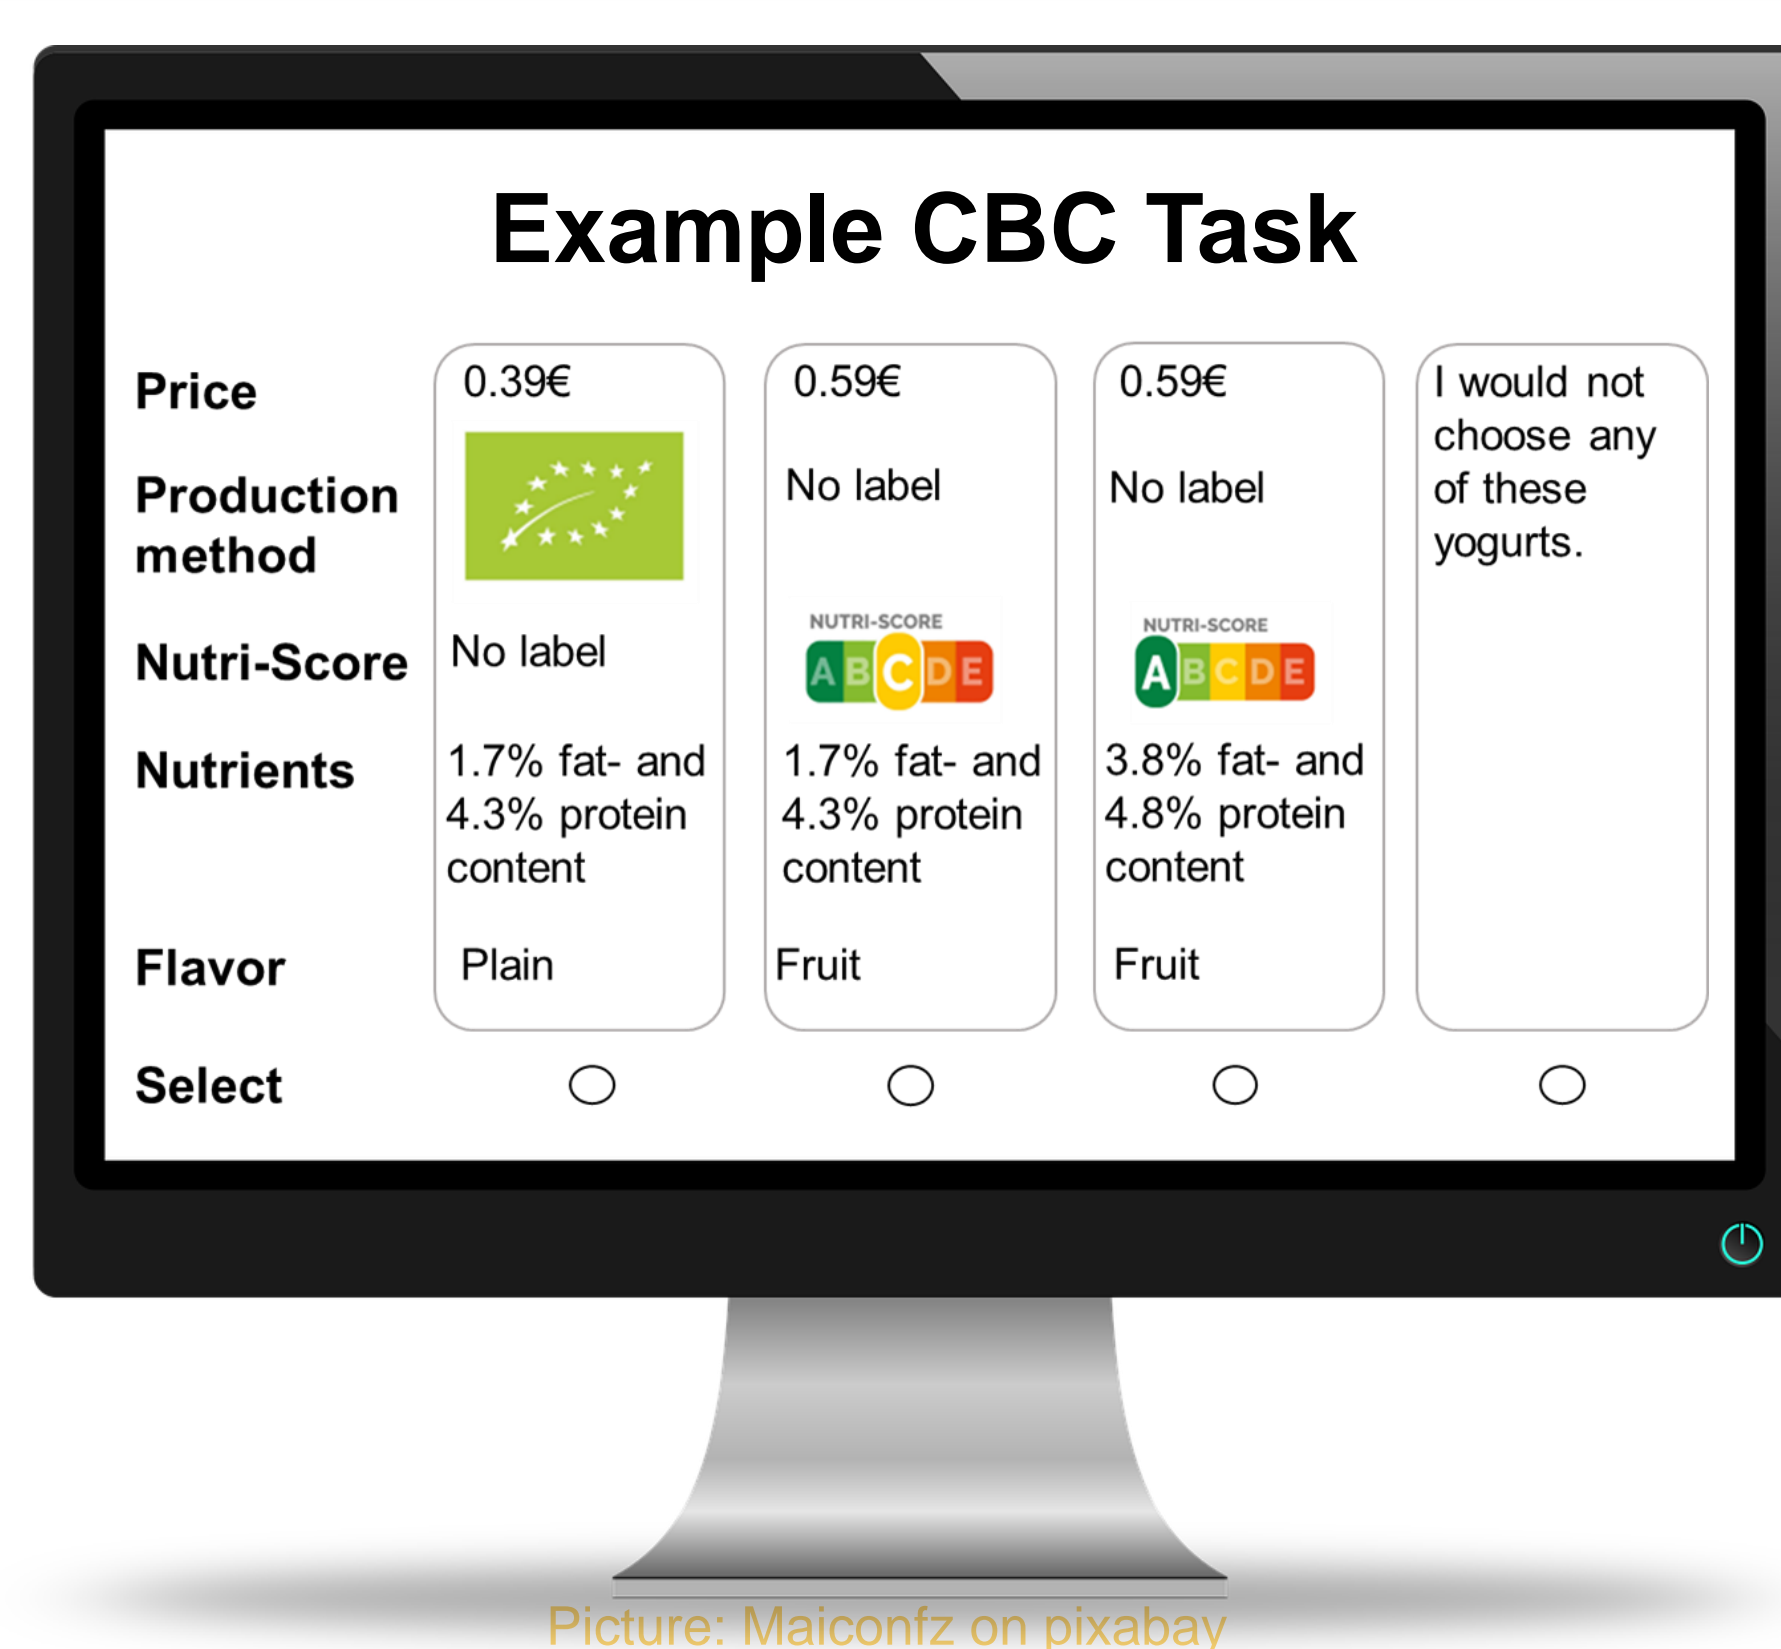 Example CBC Task
Price
0.39€
0.59€
0.59€
I would not
choose any
of these
yogurts.
Production
method
No label
No label
Nutri-Score
No label
NUTRI-SCORE
A B C D E
NUTRI-SCORE
A B C D E
Nutrients
1.7% fat- and
4.3% protein
content
1.7% fat- and
4.3% protein
content
3.8% fat- and
4.8% protein
content
Flavor
Plain
Fruit
Fruit
Select
Picture: Maiconfz on pixabay